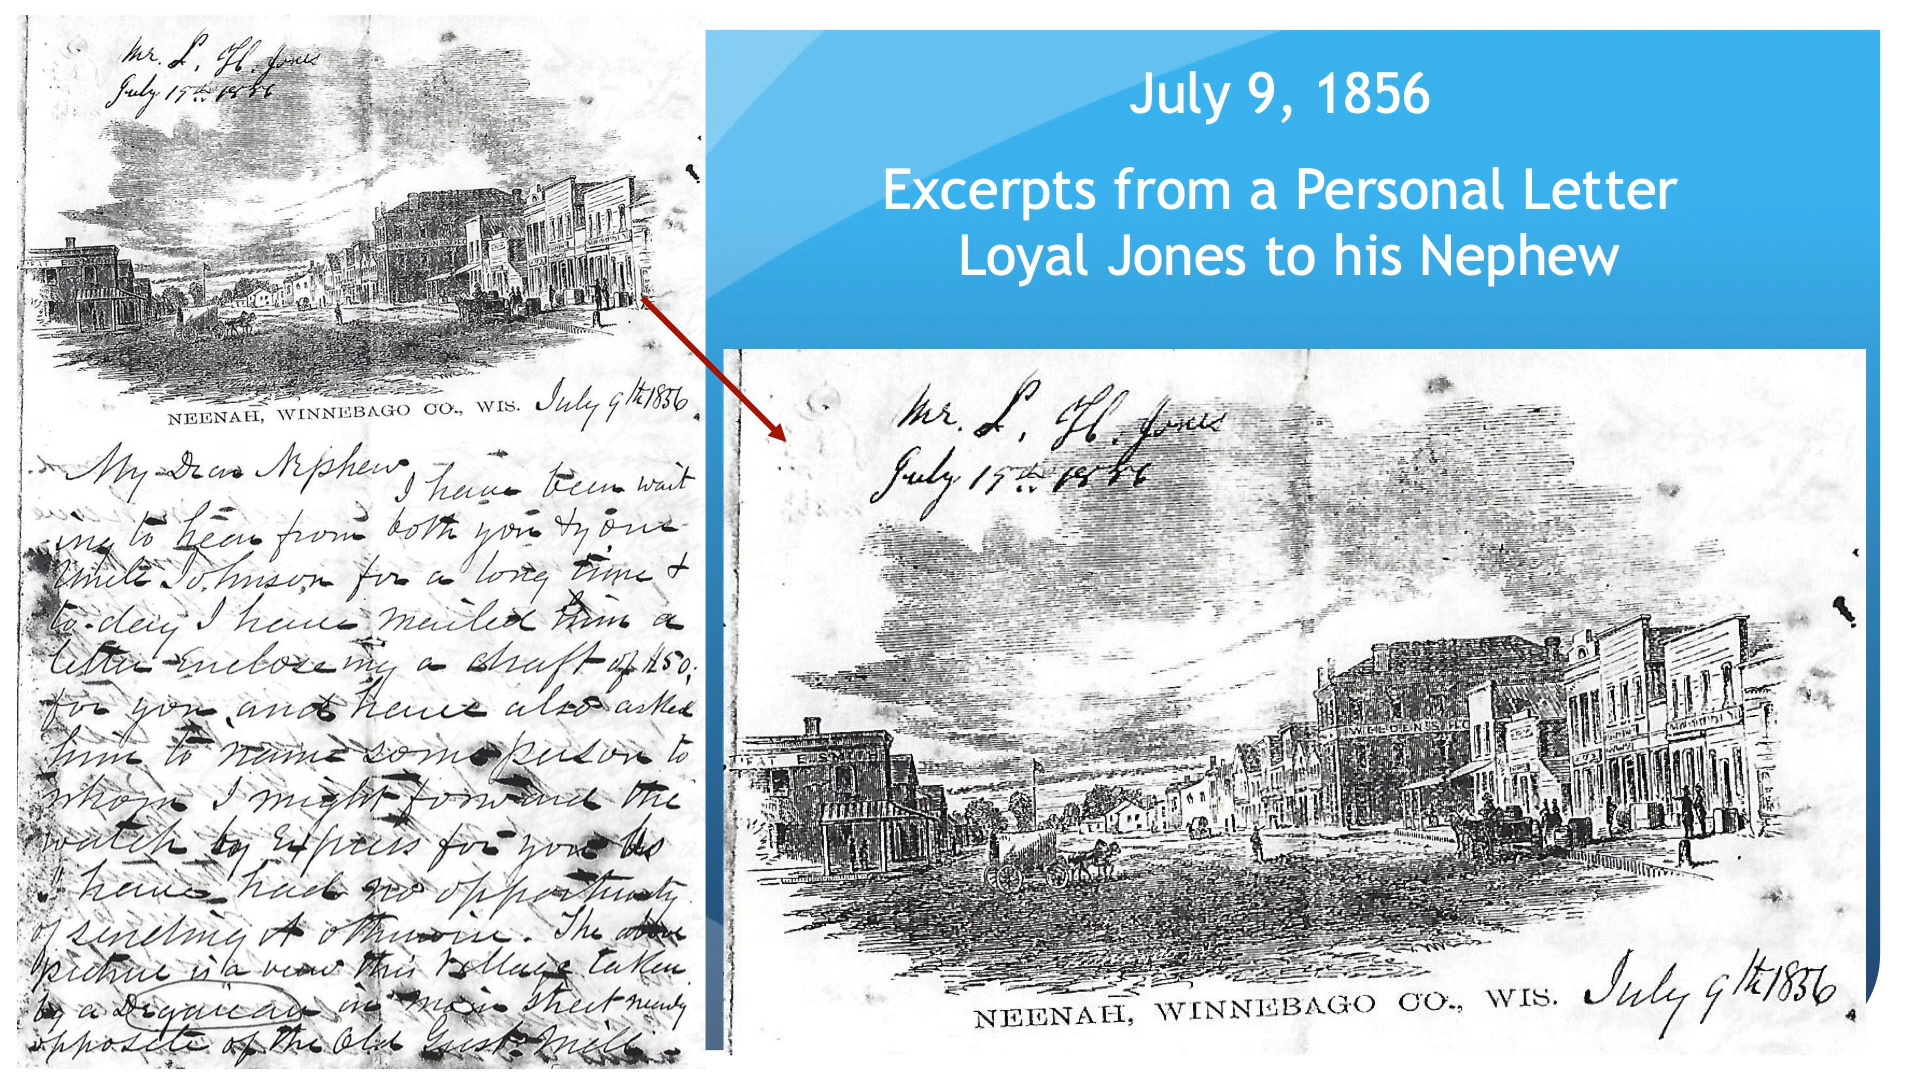 Mr. L. H. Jones
July 19th 1856
WEEDEN'S
NEENAH, WINNEBAGO CO., WIS. July 9th 1856
My Dear Nephew
I have been wait
ing to hear from both you & your
Uncle Johnson for a long time &
to-day I have mailed him a
letter enclosing a draft of $50,
for you and have also asked
him to name some person to
whom I might forward the
watch by Express for you as
I have had no opportunity
of sending it otherwise. The above
picture is a view this Village taken
by a in main street nearly
opposite of the Old Grist Mill.
July 9, 1856
Excerpts from a Personal Letter
Loyal Jones to his Nephew
Mr. L. H. Jones
July 19th 1856
NEENAH, WINNEBAGO CO., WIS. July 9th 1856